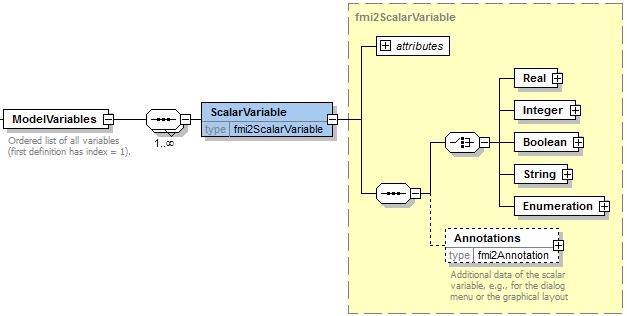 fmi2ScalarVariable
attributes
ModelVariables
Ordered list of all variables
(first definition has index = 1).
1..∞
ScalarVariable
type fmi2ScalarVariable
Real
Integer
Boolean
String
Enumeration
Annotations
type fmi2Annotation
Additional data of the scalar
variable, e.g., for the dialog
menu or the graphical layout